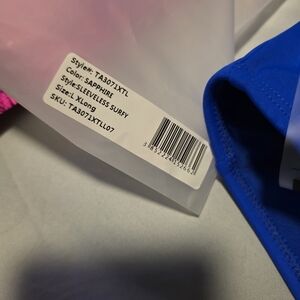 Style#: TA3071XTL
Color: SAPPHIRE
Style:SLEEVELESS SURFY
Size:L XLong
SKU: TA3071XTLL07